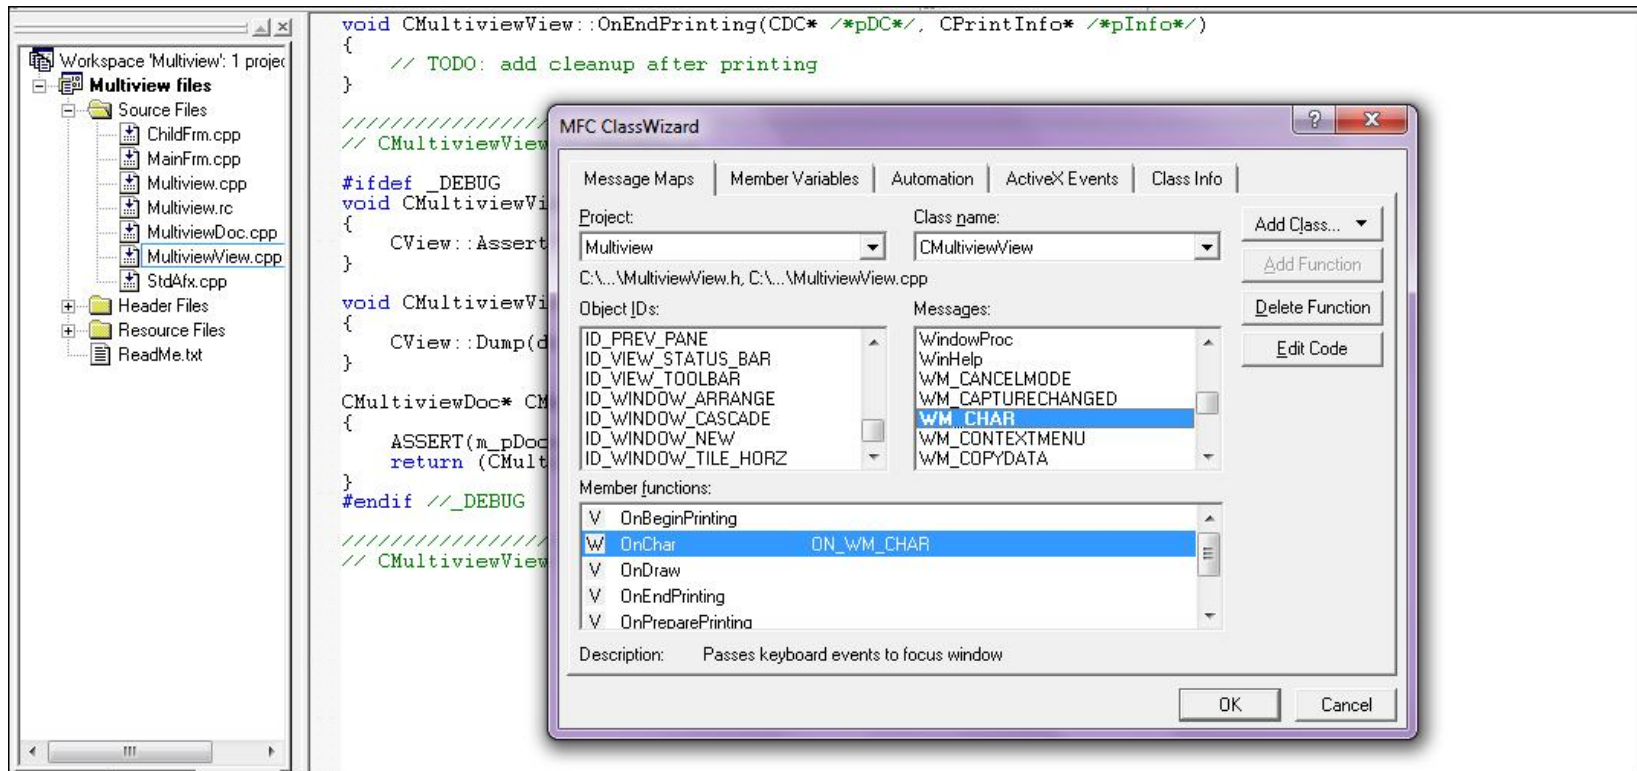 Workspace 'Multiview': 1 projec
Multiview files
Source Files
ChildFrm.cpp
MainFrm.cpp
Multiview.cpp
Multiview.rc
MultiviewDoc.cpp
MultiviewView.cpp
StdAfx.cpp
Header Files
Resource Files
ReadMe.txt
void CMultiviewView::OnEndPrinting(CDC* /*pDC*/, CPrintInfo* /*pInfo*/)
{
// TODO: add cleanup after printing
}
/////////////////
// CMultiviewView
#ifdef _DEBUG
void CMultiviewVi
{
CView::Assert
}
void CMultiviewVi
{
CView::Dump(d
}
CMultiviewDoc* CM
{
ASSERT(m_pDoc
return (CMult
}
#endif //_DEBUG
/////////////////
// CMultiviewView
MFC ClassWizard
? X
Message Maps Member Variables Automation ActiveX Events Class Info
Project: Class name:
Multiview CMultiviewView
C:\...\MultiviewView.h, C:\...\MultiviewView.cpp
Object IDs: Messages:
ID_PREV_PANE WindowProc
ID_VIEW_STATUS_BAR WinHelp
ID_VIEW_TOOLBAR WM_CANCELMODE
ID_WINDOW_ARRANGE WM_CAPTURECHANGED
ID_WINDOW_CASCADE WM_CHAR
ID_WINDOW_NEW WM_CONTEXTMENU
ID_WINDOW_TILE_HORZ WM_COPYDATA
Add Class...
Add Function
Delete Function
Edit Code
Member functions:
V OnBeginPrinting
W OnChar ON_WM_CHAR
V OnDraw
V OnEndPrinting
V OnPreparePrinting
Description: Passes keyboard events to focus window
OK Cancel